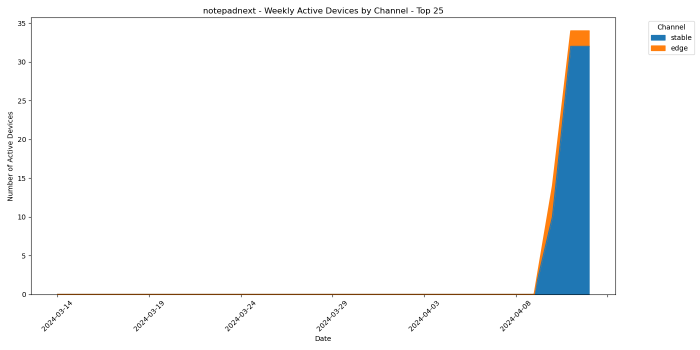 notepadnext - Weekly Active Devices by Channel - Top 25
Channel
stable
edge
Number of Active Devices
35
30
25
20
15
10
5
0
2024-03-14
2024-03-19
2024-03-24
2024-03-29
2024-04-03
2024-04-08
Date